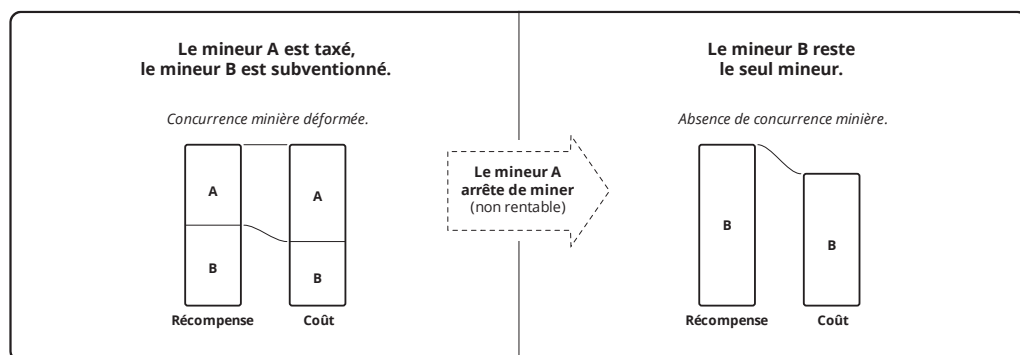 Le mineur A est taxé,
le mineur B est subventionné.
Concurrence minière déformée.
A
B
A
B
Récompense
Coût
Le mineur A
arrête de miner
(non rentable)
Le mineur B reste
le seul mineur.
Absence de concurrence minière.
B
B
Récompense
Coût